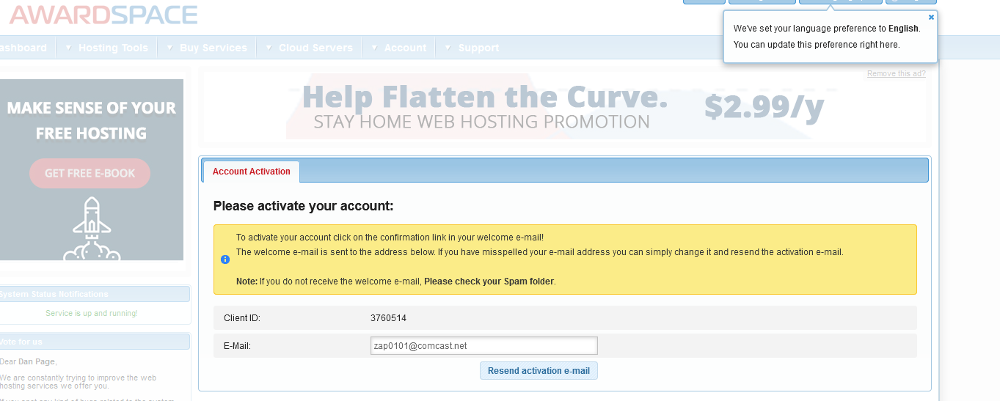 AWARDSPACE
We've set your language preference to English.
You can update this preference right here.
ashboard Hosting Tools Buy Services Cloud Servers Account Support
Remove this ad?
MAKE SENSE OF YOUR
FREE HOSTING
GET FREE E-BOOK
Help Flatten the Curve.
STAY HOME WEB HOSTING PROMOTION
$2.99/y
Account Activation
Please activate your account:
To activate your account click on the confirmation link in your welcome e-mail!
The welcome e-mail is sent to the address below. If you have misspelled your e-mail address you can simply change it and resend the activation e-mail.
Note: If you do not receive the welcome e-mail, Please check your Spam folder.
Client ID: 3760514
E-Mail: zap0101@comcast.net
Resend activation e-mail
System Status Notifications
Service is up and running!
Vote for us
Dear Dan Page,
We are constantly trying to improve the web
hosting services we offer you.